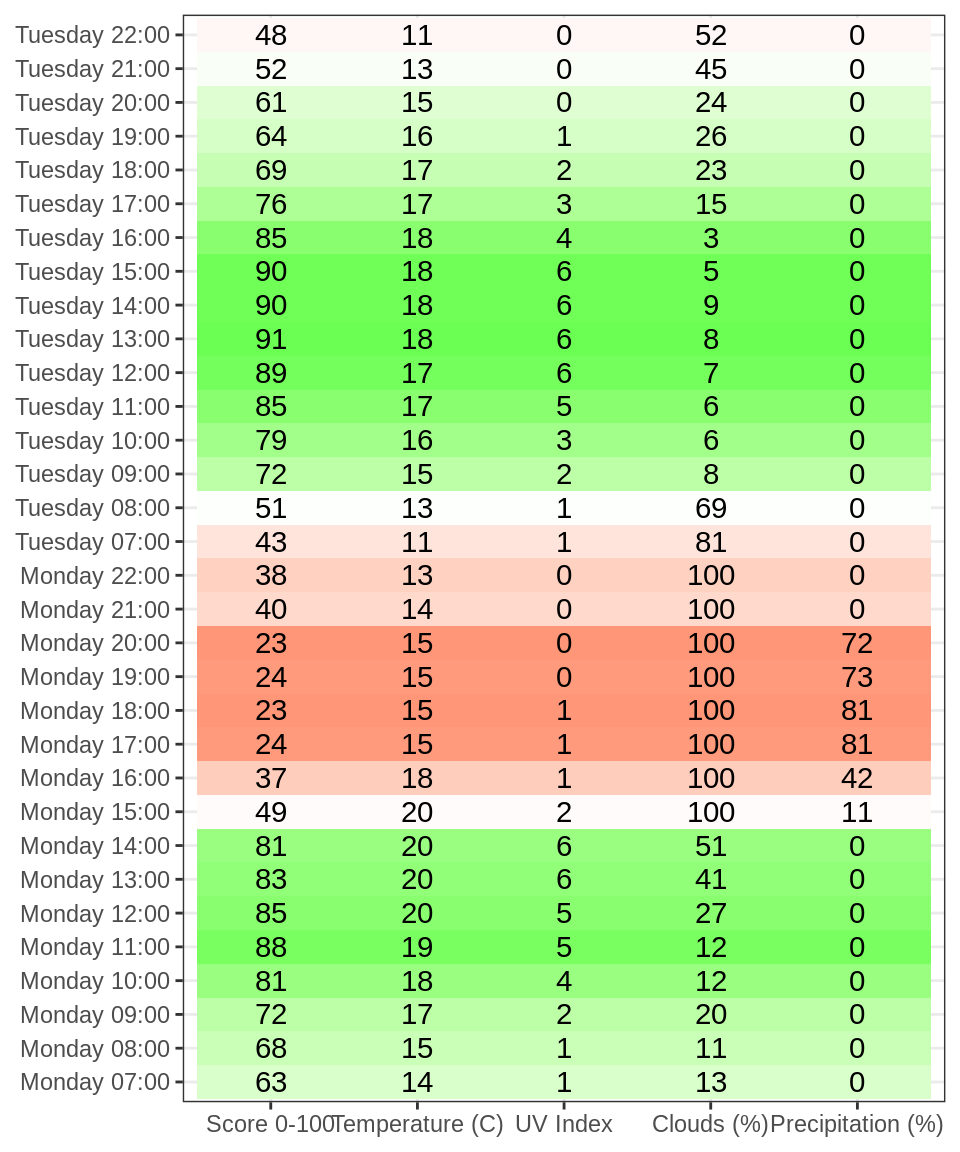 Tuesday 22:00 48 11 0 52 0
Tuesday 21:00 52 13 0 45 0
Tuesday 20:00 61 15 0 24 0
Tuesday 19:00 64 16 1 26 0
Tuesday 18:00 69 17 2 23 0
Tuesday 17:00 76 17 3 15 0
Tuesday 16:00 85 18 4 3 0
Tuesday 15:00 90 18 6 5 0
Tuesday 14:00 90 18 6 9 0
Tuesday 13:00 91 18 6 8 0
Tuesday 12:00 89 17 6 7 0
Tuesday 11:00 85 17 5 6 0
Tuesday 10:00 79 16 3 6 0
Tuesday 09:00 72 15 2 8 0
Tuesday 08:00 51 13 1 69 0
Tuesday 07:00 43 11 1 81 0
Monday 22:00 38 13 0 100 0
Monday 21:00 40 14 0 100 0
Monday 20:00 23 15 0 100 72
Monday 19:00 24 15 0 100 73
Monday 18:00 23 15 1 100 81
Monday 17:00 24 15 1 100 81
Monday 16:00 37 18 1 100 42
Monday 15:00 49 20 2 100 11
Monday 14:00 81 20 6 51 0
Monday 13:00 83 20 6 41 0
Monday 12:00 85 20 5 27 0
Monday 11:00 88 19 5 12 0
Monday 10:00 81 18 4 12 0
Monday 09:00 72 17 2 20 0
Monday 08:00 68 15 1 11 0
Monday 07:00 63 14 1 13 0
Score 0-100 Temperature (C) UV Index Clouds (%) Precipitation (%)